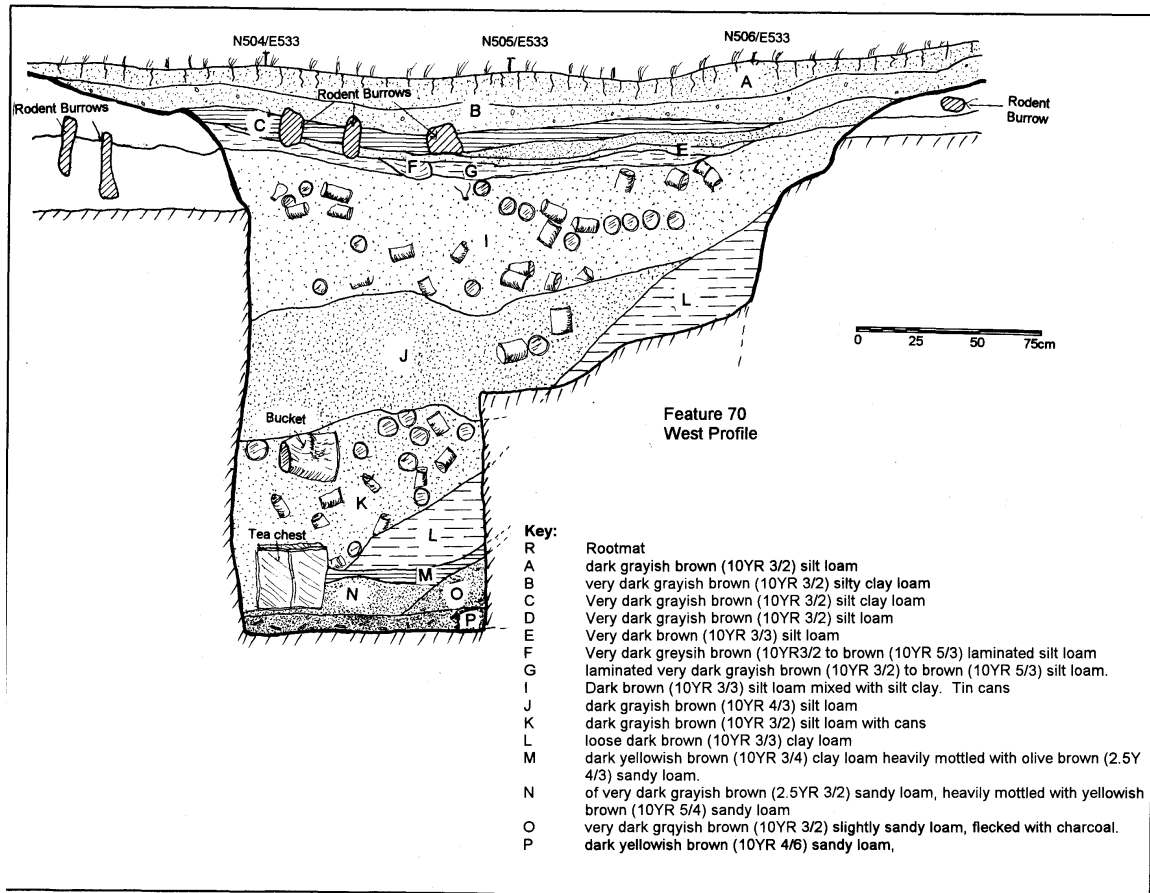 N504/E533
N505/E533
N506/E533
A
Rodent Burrows
B
Rodent Burrows
Rodent
Burrow
C
E
F
G
I
L
J
0 25 50 75cm
Feature 70
West Profile
Bucket
K
Tea chest
L
M
N
O
P
Key:
R Rootmat
A dark grayish brown (10YR 3/2) silt loam
B very dark grayish brown (10YR 3/2) silty clay loam
C Very dark grayish brown (10YR 3/2) silt clay loam
D Very dark grayish brown (10YR 3/2) silt loam
E Very dark brown (10YR 3/3) silt loam
F Very dark greysih brown (10YR3/2 to brown (10YR 5/3) laminated silt loam
G laminated very dark grayish brown (10YR 3/2) to brown (10YR 5/3) silt loam.
I Dark brown (10YR 3/3) silt loam mixed with silt clay. Tin cans
J dark grayish brown (10YR 4/3) silt loam
K dark grayish brown (10YR 3/2) silt loam with cans
L loose dark brown (10YR 3/3) clay loam
M dark yellowish brown (10YR 3/4) clay loam heavily mottled with olive brown (2.5Y
4/3) sandy loam.
N of very dark grayish brown (2.5YR 3/2) sandy loam, heavily mottled with yellowish
brown (10YR 5/4) sandy loam
O very dark grqyish brown (10YR 3/2) slightly sandy loam, flecked with charcoal.
P dark yellowish brown (10YR 4/6) sandy loam,